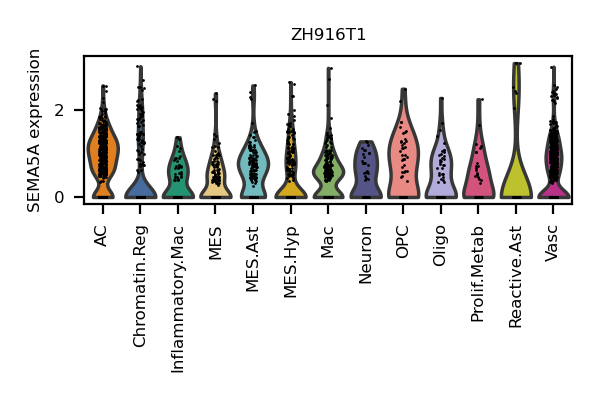 ZH916T1
SEMA5A expression
2
0
AC
Chromatin.Reg
Inflammatory.Mac
MES
MES.Ast
MES.Hyp
Mac
Neuron
OPC
Oligo
Prolif.Metab
Reactive.Ast
Vasc